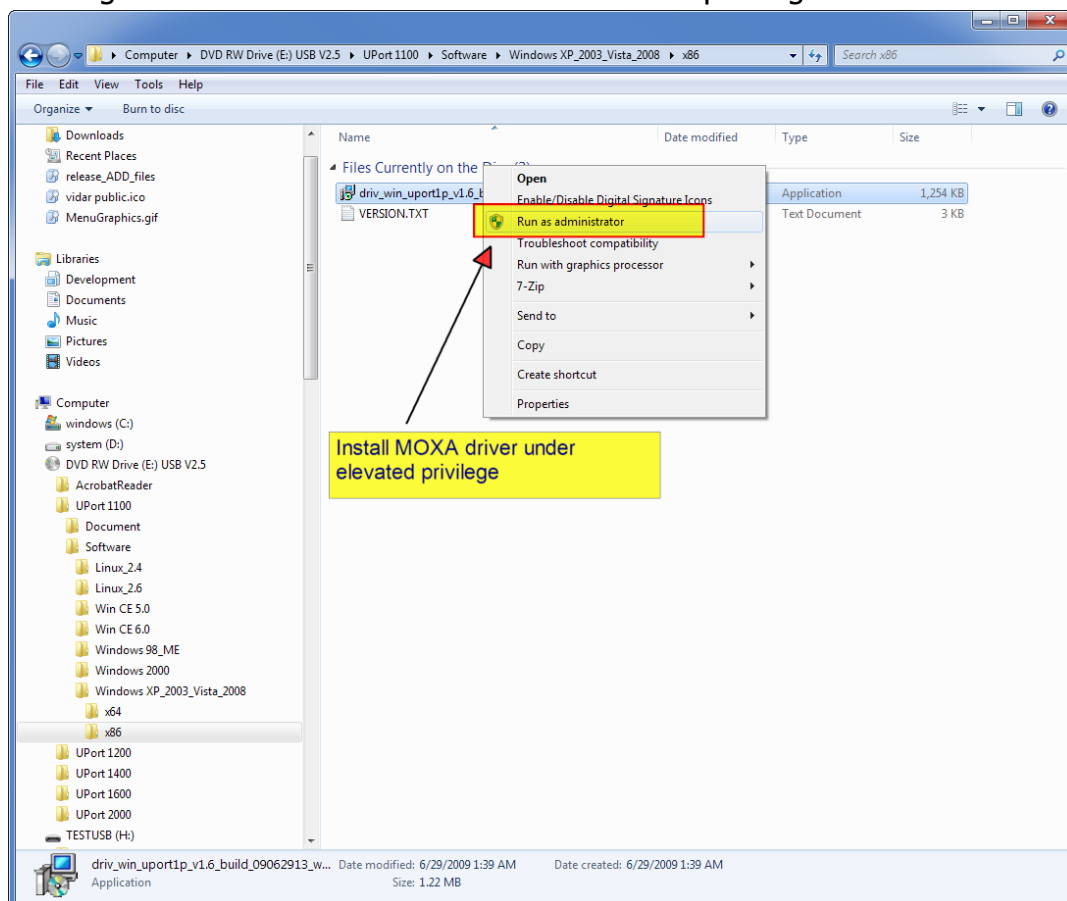 Computer ▸ DVD RW Drive (E:) USB V2.5 ▸ UPort 1100 ▸ Software ▸ Windows XP_2003_Vista_2008 ▸ x86
Search x86
File Edit View Tools Help
Organize Burn to disc
Name Date modified Type Size
Files Currently on the
driv_win_uport1p_v1.6_b Application 1,254 KB
VERSION.TXT Text Document 3 KB
Open
Enable/Disable Digital Signature Icons
Run as administrator
Troubleshoot compatibility
Run with graphics processor
7-Zip
Send to
Copy
Create shortcut
Properties
Install MOXA driver under
elevated privilege
Downloads
Recent Places
release_ADD_files
vidar public.ico
MenuGraphics.gif
Libraries
Development
Documents
Music
Pictures
Videos
Computer
windows (C:)
system (D:)
DVD RW Drive (E:) USB V2.5
AcrobatReader
UPort 1100
Document
Software
Linux_2.4
Linux_2.6
Win CE 5.0
Win CE 6.0
Windows 98_ME
Windows 2000
Windows XP_2003_Vista_2008
x64
x86
UPort 1200
UPort 1400
UPort 1600
UPort 2000
TESTUSB (H:)
driv_win_uport1p_v1.6_build_09062913_w... Date modified: 6/29/2009 1:39 AM Date created: 6/29/2009 1:39 AM
Application Size: 1.22 MB